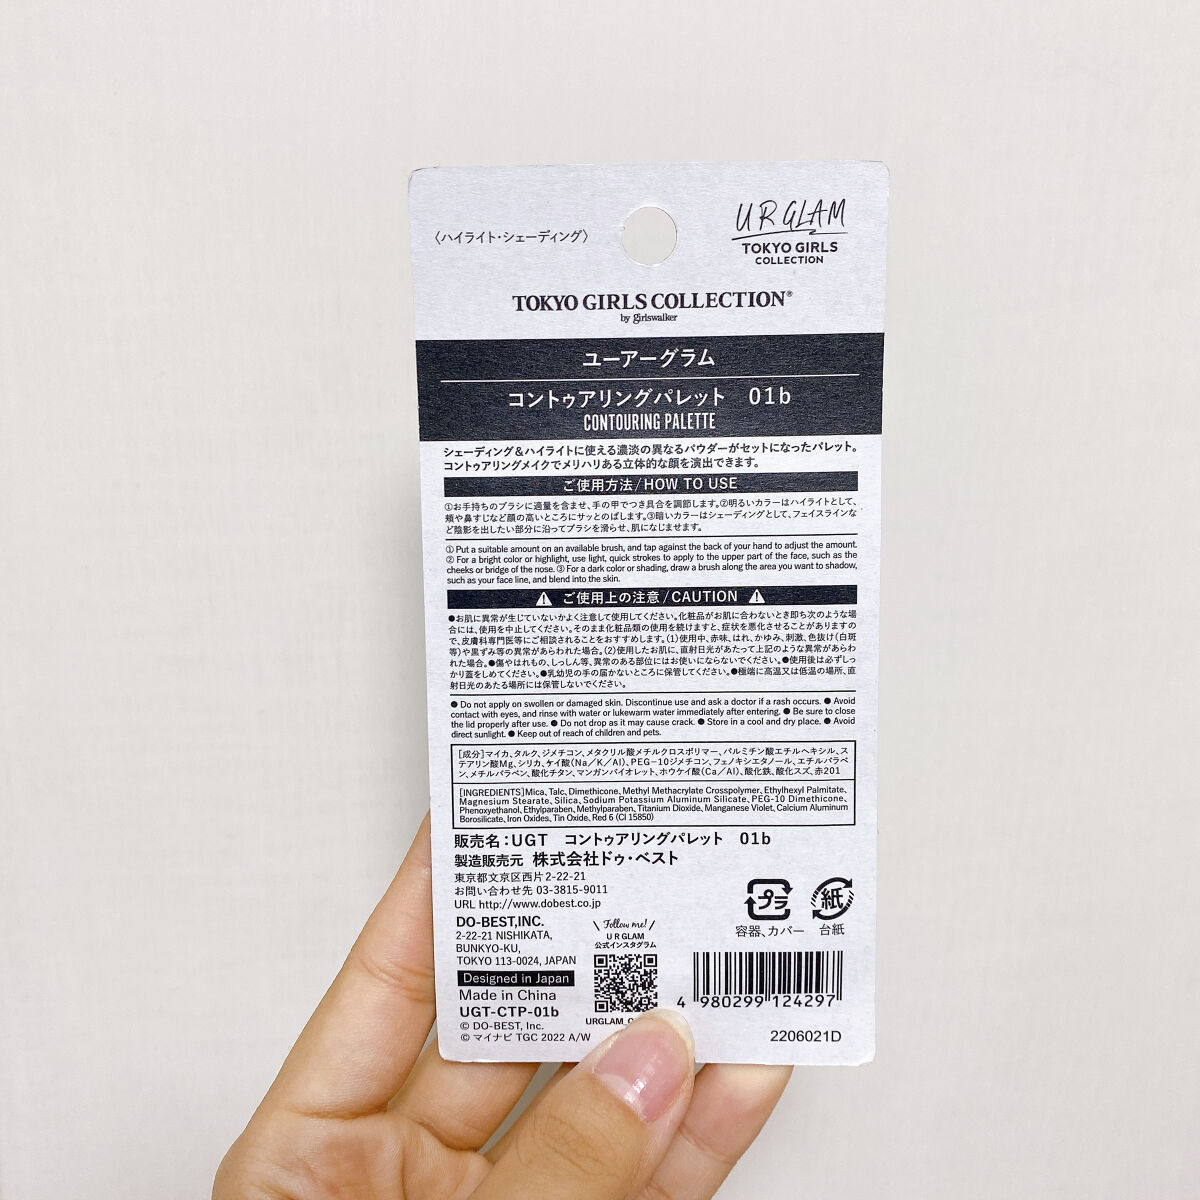 〈ハイライト・シェーディング〉
UR GLAM
TOKYO GIRLS
COLLECTION
TOKYO GIRLS COLLECTION®
by girlswalker
ユーアーグラム
コントゥアリングパレット 01b
CONTOURING PALETTE
シェーディング&ハイライトに使える濃淡の異なるパウダーがセットになったパレット。
コントゥアリングメイクでメリハリある立体的な顔を演出できます。
ご使用方法/HOW TO USE
①お手持ちのブラシに適量を含ませ、手の甲でつき具合を調節します。②明るいカラーはハイライトとして、
頬や鼻すじなど顔の高いところにサッとのばします。③暗いカラーはシェーディングとして、フェイスラインな
ど陰影を出したい部分に沿ってブラシを滑らせ、肌になじませます。
① Put a suitable amount on an available brush, and tap against the back of your hand to adjust the amount.
② For a bright color or highlight, use light, quick strokes to apply to the upper part of the face, such as the
cheeks or bridge of the nose. ③ For a dark color or shading, draw a brush along the area you want to shadow,
such as your face line, and blend into the skin.
ご使用上の注意/CAUTION
●お肌に異常が生じていないかよく注意して使用してください。化粧品がお肌に合わないとき即ち次のような場
合には、使用を中止してください。そのまま化粧品類の使用を続けますと、症状を悪化させることがありますの
で、皮膚科専門医等にご相談されることをおすすめします。(1)使用中、赤味、はれ、かゆみ、刺激、色抜け(白斑
等)や黒ずみ等の異常があらわれた場合。(2)使用したお肌に、直射日光があたって上記のような異常があらわ
れた場合。●傷やはれもの、しっしん等、異常のある部位にはお使いにならないでください。●使用後は必ずしっ
かり蓋をしめてください。●乳幼児の手の届かないところに保管してください。●極端に高温又は低温の場所、直
射日光のあたる場所には保管しないでください。
● Do not apply on swollen or damaged skin. Discontinue use and ask a doctor if a rash occurs. ● Avoid
contact with eyes, and rinse with water or lukewarm water immediately after entering. ● Be sure to close
the lid properly after use. ● Do not drop as it may cause crack. ● Store in a cool and dry place. ● Avoid
direct sunlight. ● Keep out of reach of children and pets.
[成分]マイカ、タルク、ジメチコン、メタクリル酸メチルクロスポリマー、パルミチン酸エチルヘキシル、ス
テアリン酸Mg、シリカ、ケイ酸(Na/K/Al)、PEG-10ジメチコン、フェノキシエタノール、エチルパラベ
ン、メチルパラベン、酸化チタン、マンガンバイオレット、ホウケイ酸(Ca/Al)、酸化鉄、酸化スズ、赤201
[INGREDIENTS]Mica, Talc, Dimethicone, Methyl Methacrylate Crosspolymer, Ethylhexyl Palmitate,
Magnesium Stearate, Silica, Sodium Potassium Aluminum Silicate, PEG-10 Dimethicone,
Phenoxyethanol, Ethylparaben, Methylparaben, Titanium Dioxide, Manganese Violet, Calcium Aluminum
Borosilicate, Iron Oxides, Tin Oxide, Red 6 (CI 15850)
販売名:UGT コントゥアリングパレット 01b
製造販売元 株式会社ドゥ・ベスト
東京都文京区西片2-22-21
お問い合わせ先 03-3815-9011
URL http://www.dobest.co.jp
DO-BEST,INC.
2-22-21 NISHIKATA,
BUNKYO-KU,
TOKYO 113-0024, JAPAN
Designed in Japan
Made in China
UGT-CTP-01b
© DO-BEST, Inc.
© マイナビ TGC 2022 A/W
\ Follow me! /
U R GLAM
公式インスタグラム
URGLAM_
プラ
容器、カバー
紙
台紙
4 980299 124297
2206021D